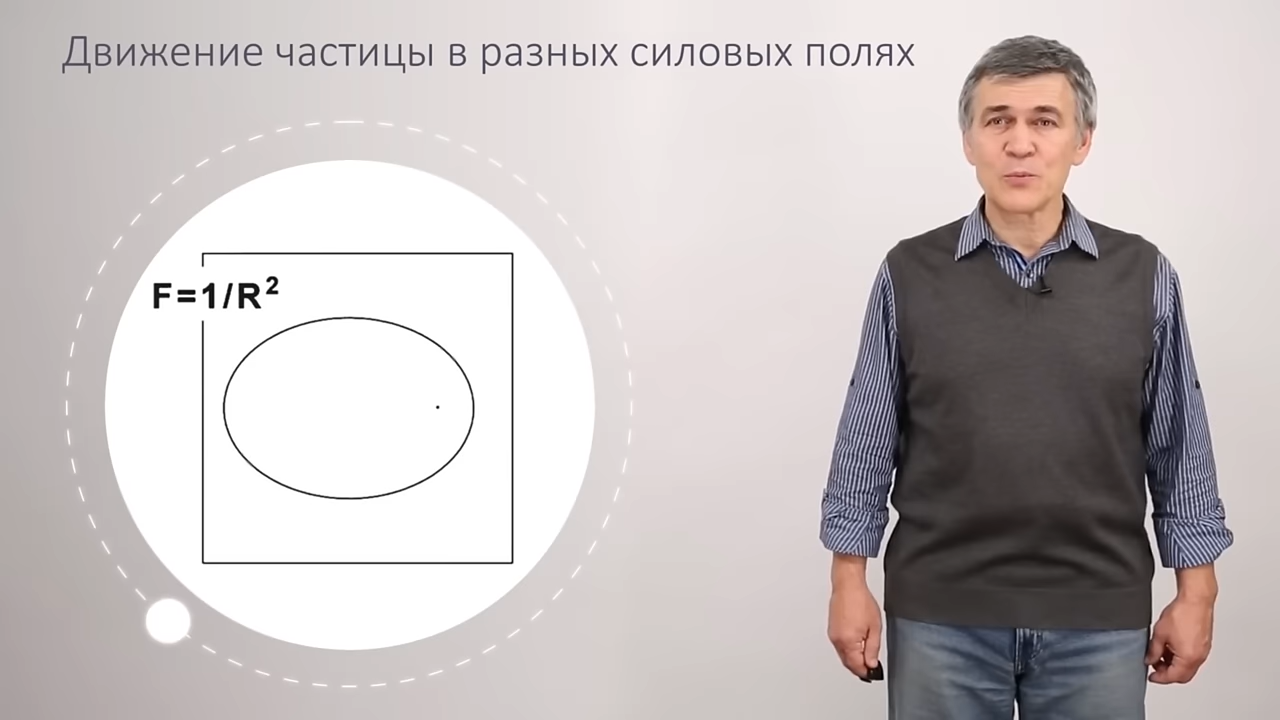 Движение частицы в разных силовых полях
F=1/R²